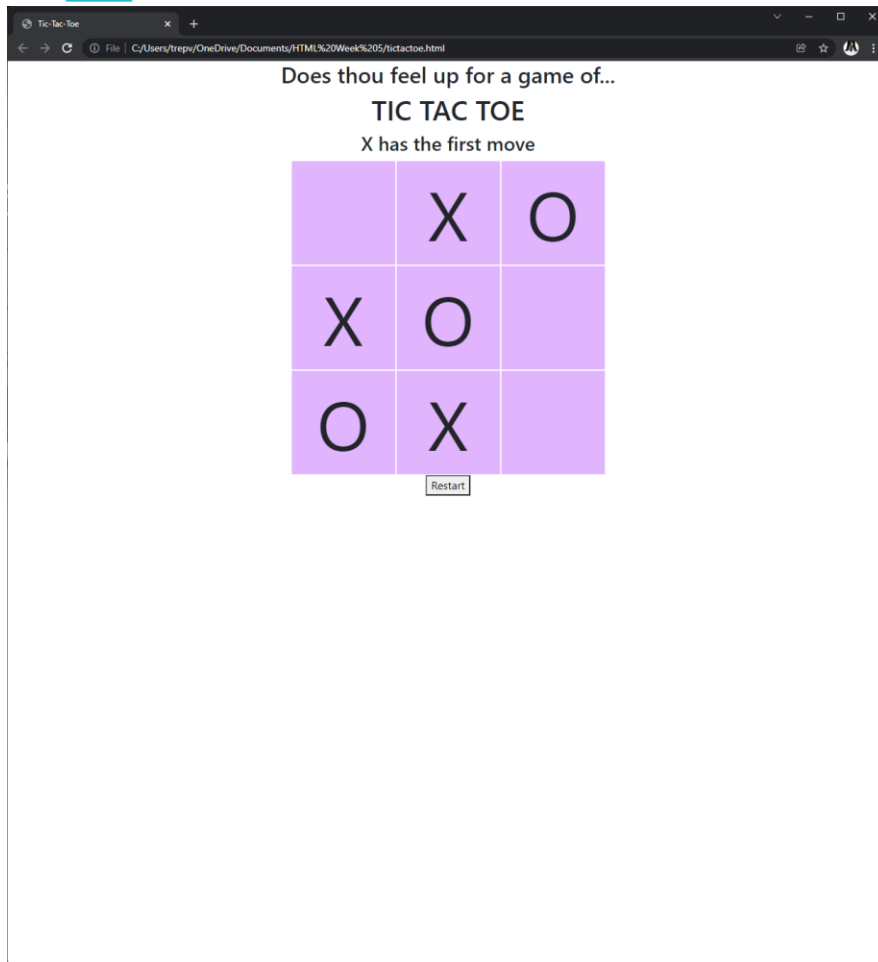 Tic-Tac-Toe
File | C:/Users/trepv/OneDrive/Documents/HTML%20Week%205/tictactoe.html
Does thou feel up for a game of...
TIC TAC TOE
X has the first move
X O
X O
O X
Restart